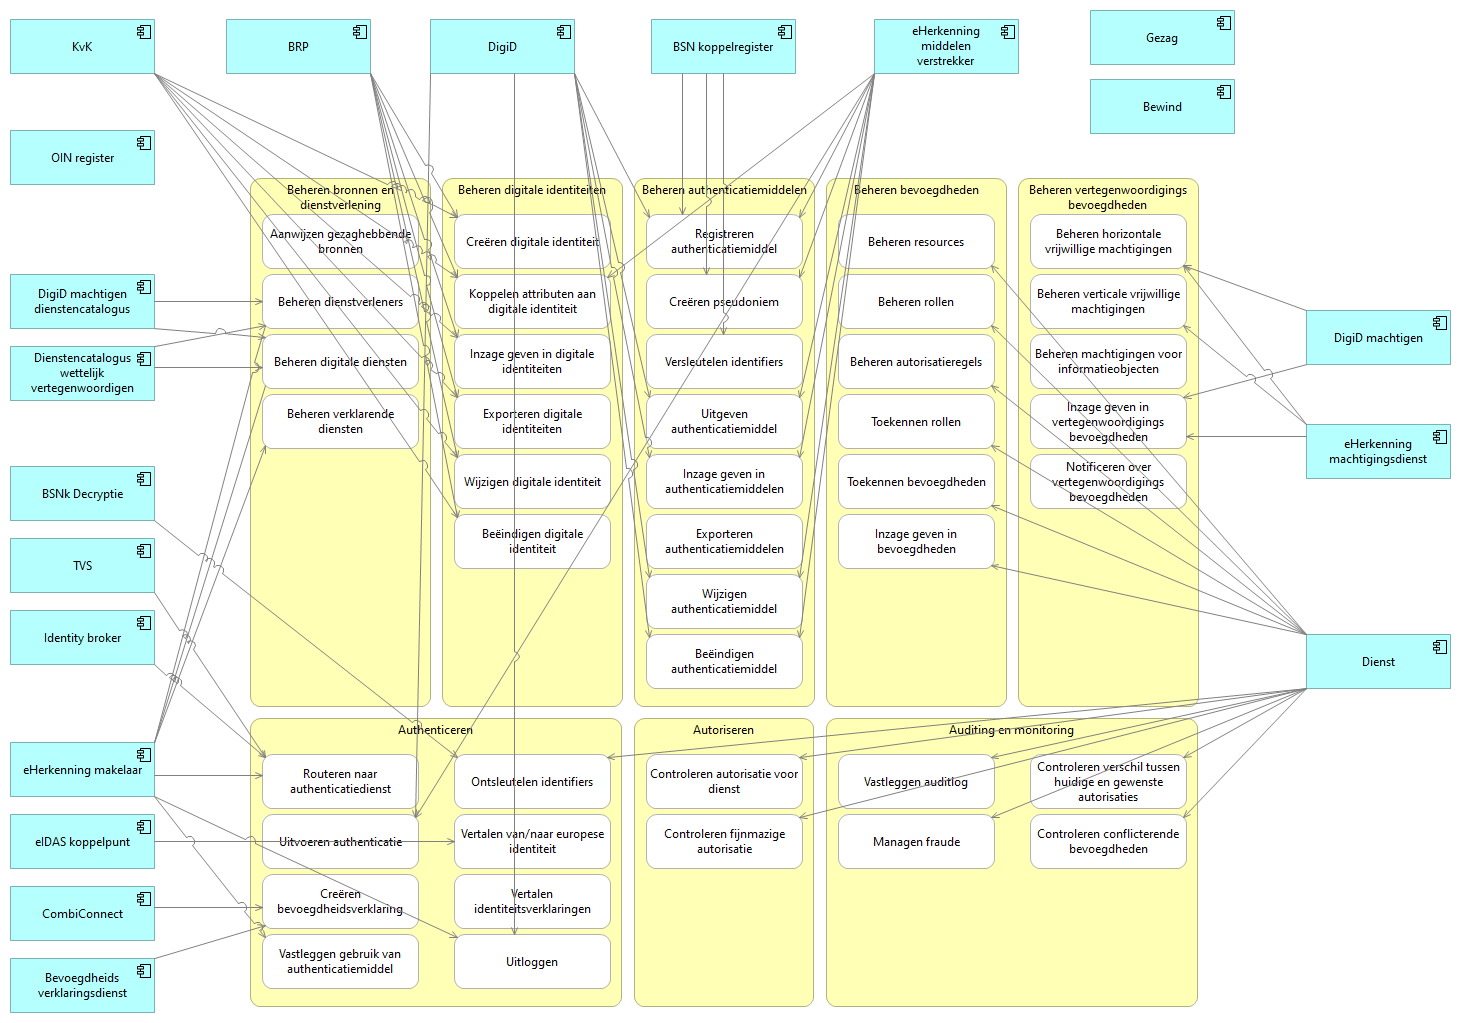 KvK
BRP
DigiD
BSN koppelregister
eHerkenning
middelen
verstrekker
Gezag
Bewind
OIN register
DigiD machtigen
dienstencatalogus
Dienstencatalogus
wettelijk
vertegenwoordigen
BSNk Decryptie
TVS
Identity broker
eHerkenning makelaar
eIDAS koppelpunt
CombiConnect
Bevoegdheids
verklaringsdienst
Beheren bronnen en
dienstverlening
Aanwijzen gezaghebbende
bronnen
Beheren dienstverleners
Beheren digitale diensten
Beheren verklarende
diensten
Beheren digitale identiteiten
Creëren digitale identiteit
Koppelen attributen aan
digitale identiteit
Inzage geven in digitale
identiteiten
Exporteren digitale
identiteiten
Wijzigen digitale identiteit
Beëindigen digitale
identiteit
Beheren authenticatiemiddelen
Registreren
authenticatiemiddel
Creëren pseudoniem
Versleutelen identifiers
Uitgeven
authenticatiemiddel
Inzage geven in
authenticatiemiddelen
Exporteren
authenticatiemiddelen
Wijzigen
authenticatiemiddel
Beëindigen
authenticatiemiddel
Beheren bevoegdheden
Beheren resources
Beheren rollen
Beheren autorisatieregels
Toekennen rollen
Toekennen bevoegdheden
Inzage geven in
bevoegdheden
Beheren vertegenwoordigings
bevoegdheden
Beheren horizontale
vrijwillige machtigingen
Beheren verticale vrijwillige
machtigingen
Beheren machtigingen voor
informatieobjecten
Inzage geven in
vertegenwoordigings
bevoegdheden
Notificeren over
vertegenwoordigings
bevoegdheden
DigiD machtigen
eHerkenning
machtigingsdienst
Dienst
Authenticeren
Routeren naar
authenticatiedienst
Ontsleutelen identifiers
Uitvoeren authenticatie
Vertalen van/naar europese
identiteit
Creëren
bevoegdheidsverklaring
Vertalen
identiteitsverklaringen
Vastleggen gebruik van
authenticatiemiddel
Uitloggen
Autoriseren
Controleren autorisatie voor
dienst
Controleren fijnmazige
autorisatie
Auditing en monitoring
Vastleggen auditlog
Controleren verschil tussen
huidige en gewenste
autorisaties
Managen fraude
Controleren conflicterende
bevoegdheden